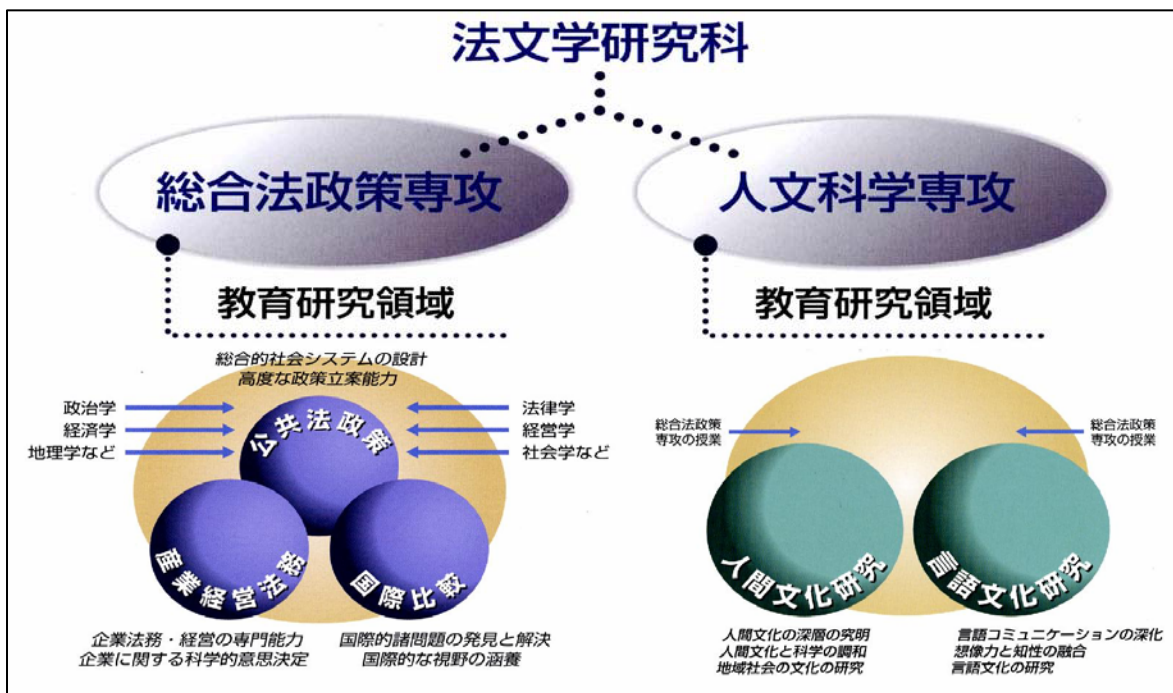 法文学研究科
総合法政策専攻
人文科学専攻
教育研究領域
教育研究領域
総合的社会システムの設計
高度な政策立案能力
政治学
経済学
地理学など
法律学
経営学
社会学など
公共法政策
産業経営法務
国際比較
企業法務・経営の専門能力
企業に関する科学的意思決定
国際的諸問題の発見と解決
国際的な視野の涵養
総合法政策
専攻の授業
総合法政策
専攻の授業
人間文化研究
言語文化研究
人間文化の深層の究明
人間文化と科学の調和
地域社会の文化の研究
言語コミュニケーションの深化
想像力と知性の融合
言語文化の研究